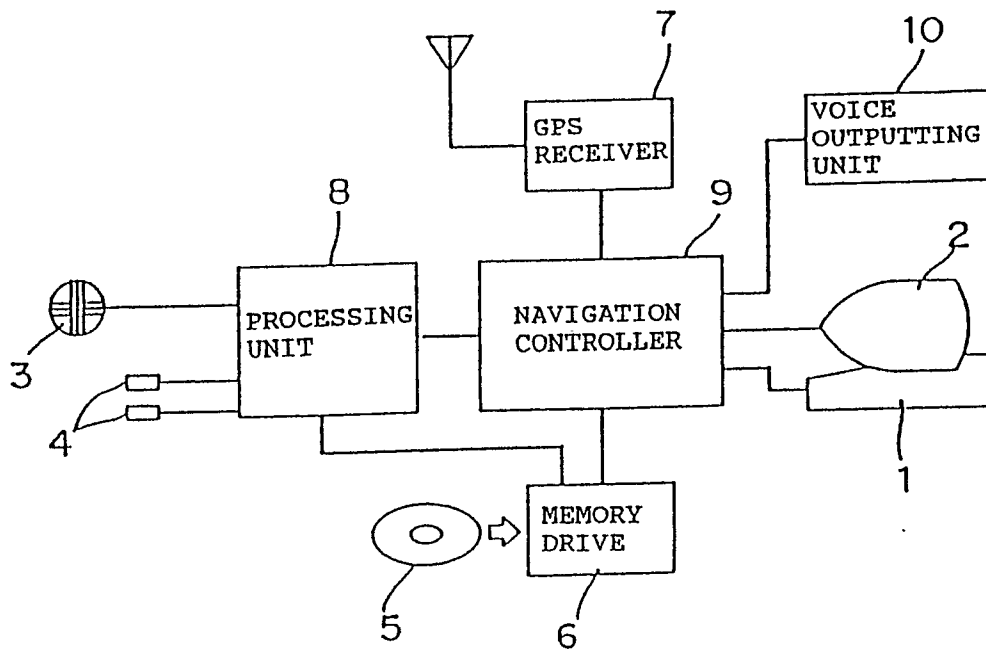 7
10
GPS
RECEIVER
VOICE
OUTPUTTING
UNIT
8
9
2
3
PROCESSING
UNIT
NAVIGATION
CONTROLLER
4
1
5
MEMORY
DRIVE
6